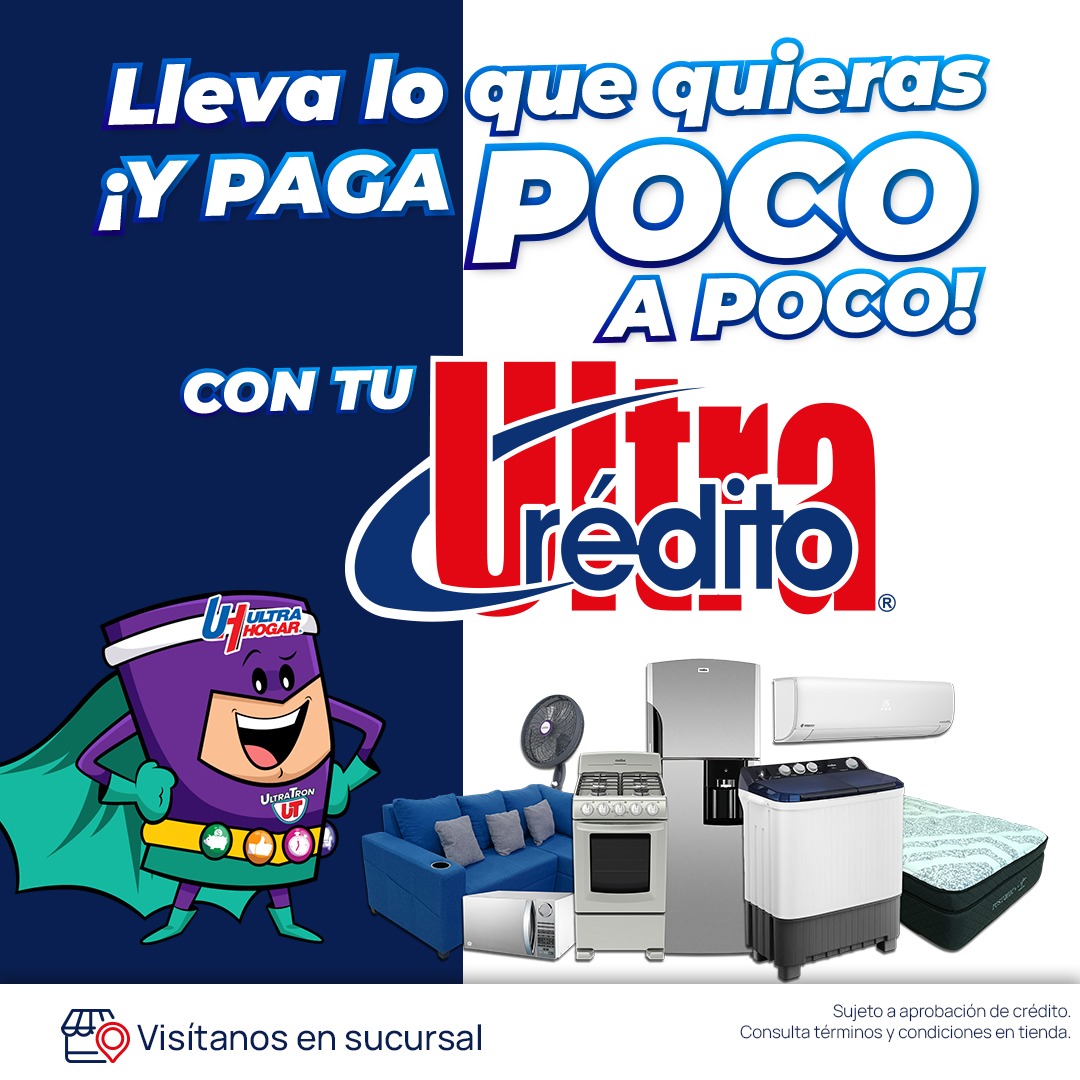 Lleva lo que quieras
¡Y PAGA POCO
A POCO!
CON TU
Ultra
Crédito®
UH ULTRA
HOGAR
ULTRATRON
UT
Visítanos en sucursal
Sujeto a aprobación de crédito.
Consulta términos y condiciones en tienda.